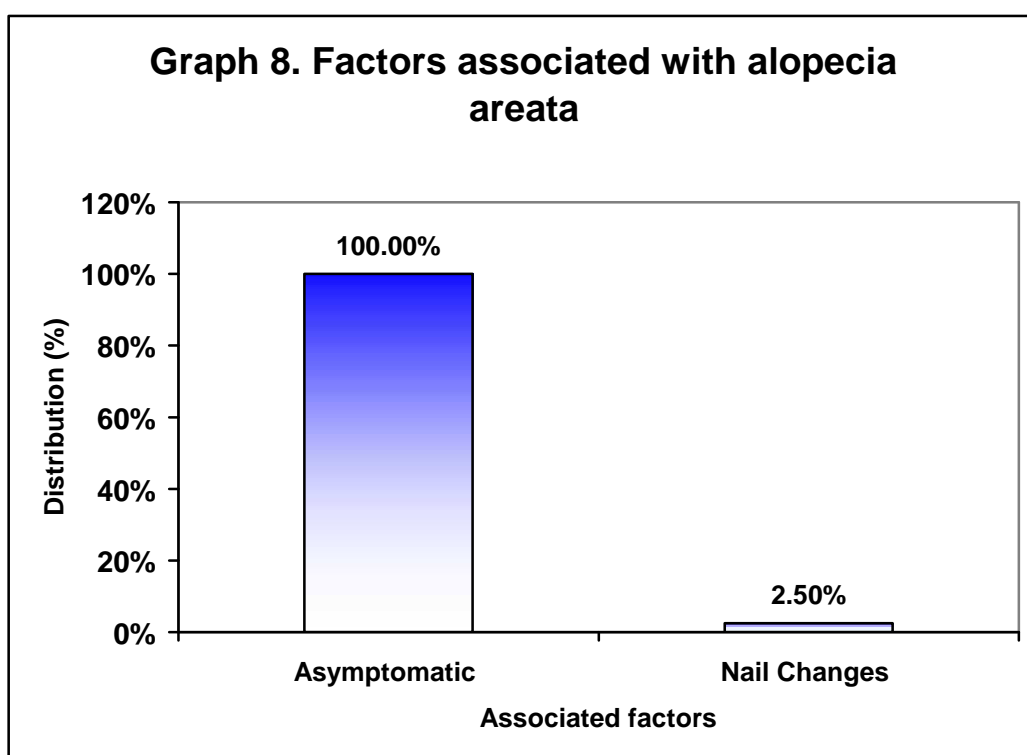 Graph 8. Factors associated with alopecia
areata
120%
100%
80%
60%
40%
20%
0%
Distribution (%)
100.00%
2.50%
Asymptomatic
Nail Changes
Associated factors